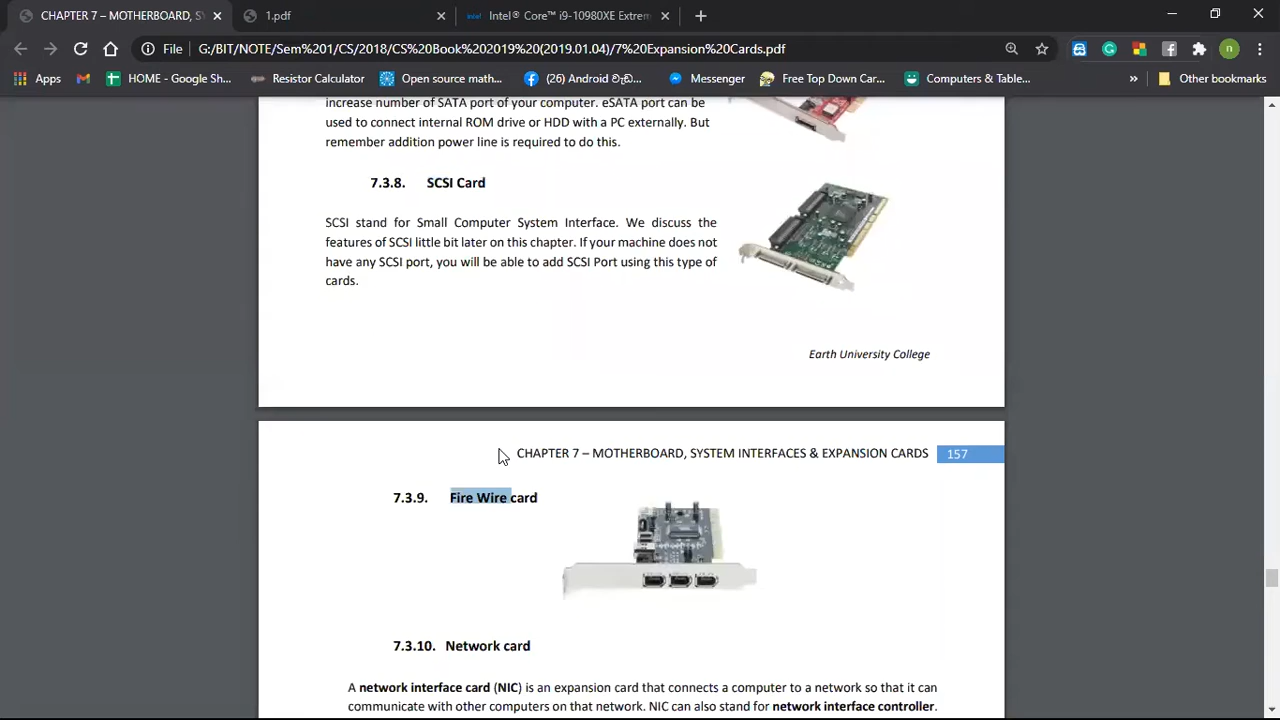 CHAPTER 7 – MOTHERBOARD, SY
1.pdf
intel
Intel® Core™ i9-10980XE Extrem
File
G:/BIT/NOTE/Sem%201/CS/2018/CS%20Book%202019%20(2019.01.04)/7%20Expansion%20Cards.pdf
n
Apps
HOME - Google Sh...
Resistor Calculator
Open source math...
Messenger
Free Top Down Car...
Computers & Table...
»
Other bookmarks
increase number of SATA port of your computer. eSATA port can be
used to connect internal ROM drive or HDD with a PC externally. But
remember addition power line is required to do this.
7.3.8. SCSI Card
SCSI stand for Small Computer System Interface. We discuss the
features of SCSI little bit later on this chapter. If your machine does not
have any SCSI port, you will be able to add SCSI Port using this type of
cards.
Earth University College
CHAPTER 7 – MOTHERBOARD, SYSTEM INTERFACES & EXPANSION CARDS 157
7.3.9. Fire Wire card
7.3.10. Network card
A network interface card (NIC) is an expansion card that connects a computer to a network so that it can
communicate with other computers on that network. NIC can also stand for network interface controller.